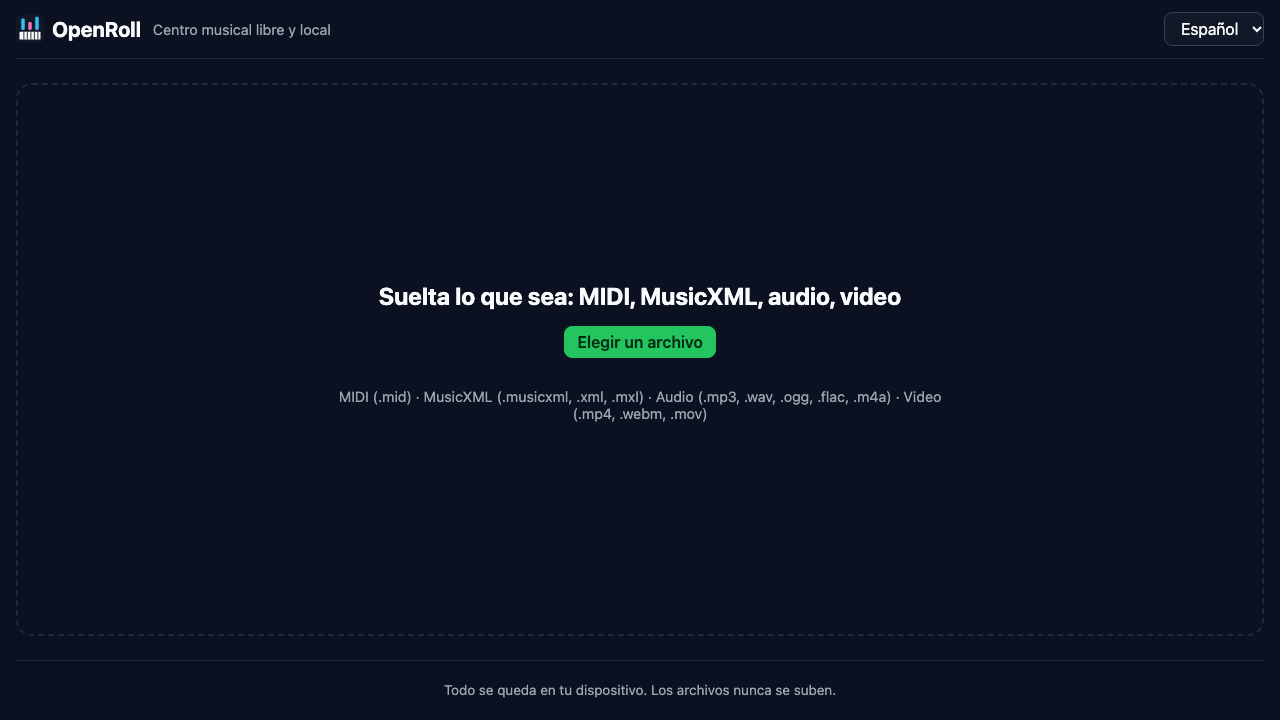 OpenRoll
Centro musical libre y local
Español
Suelta lo que sea: MIDI, MusicXML, audio, video
Elegir un archivo
MIDI (.mid) · MusicXML (.musicxml, .xml, .mxl) · Audio (.mp3, .wav, .ogg, .flac, .m4a) · Video
(.mp4, .webm, .mov)
Todo se queda en tu dispositivo. Los archivos nunca se suben.